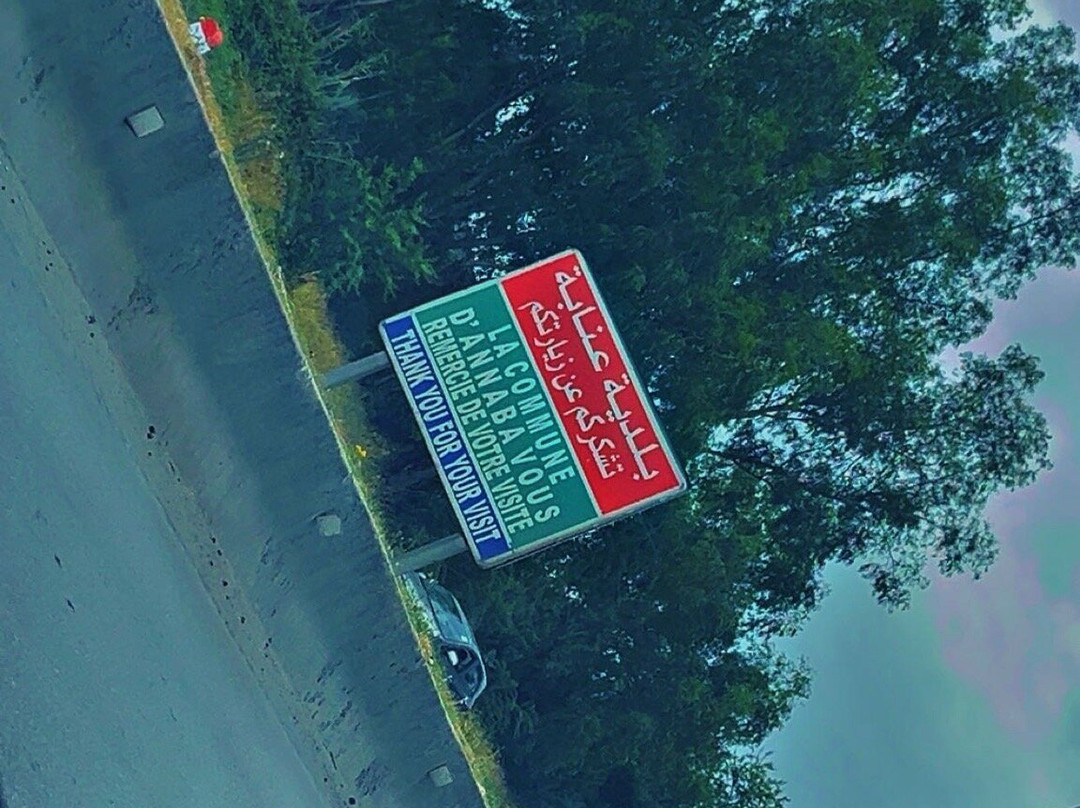 بلدية عنابة
تشكركم عن زيارتكم
LA COMMUNE
D'ANNABA VOUS
REMERCIE DE VOTRE VISITE
THANK YOU FOR YOUR VISIT